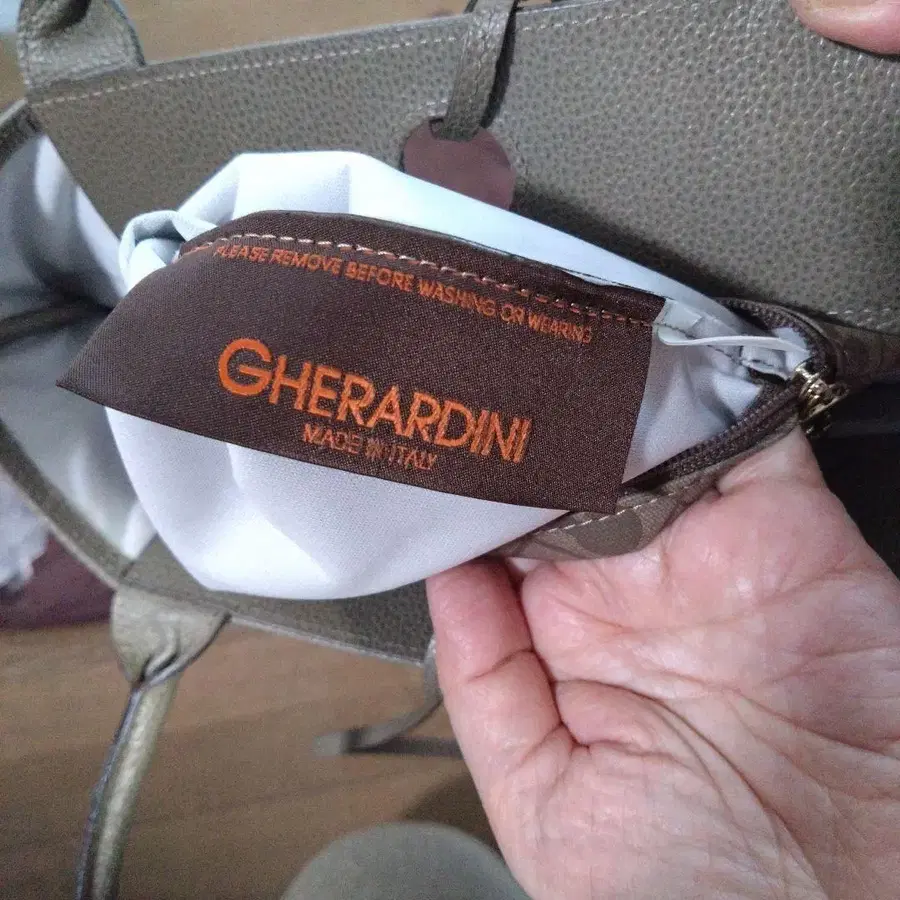 PLEASE REMOVE BEFORE WASHING OR WEARING
GHERARDINI
MADE IN ITALY